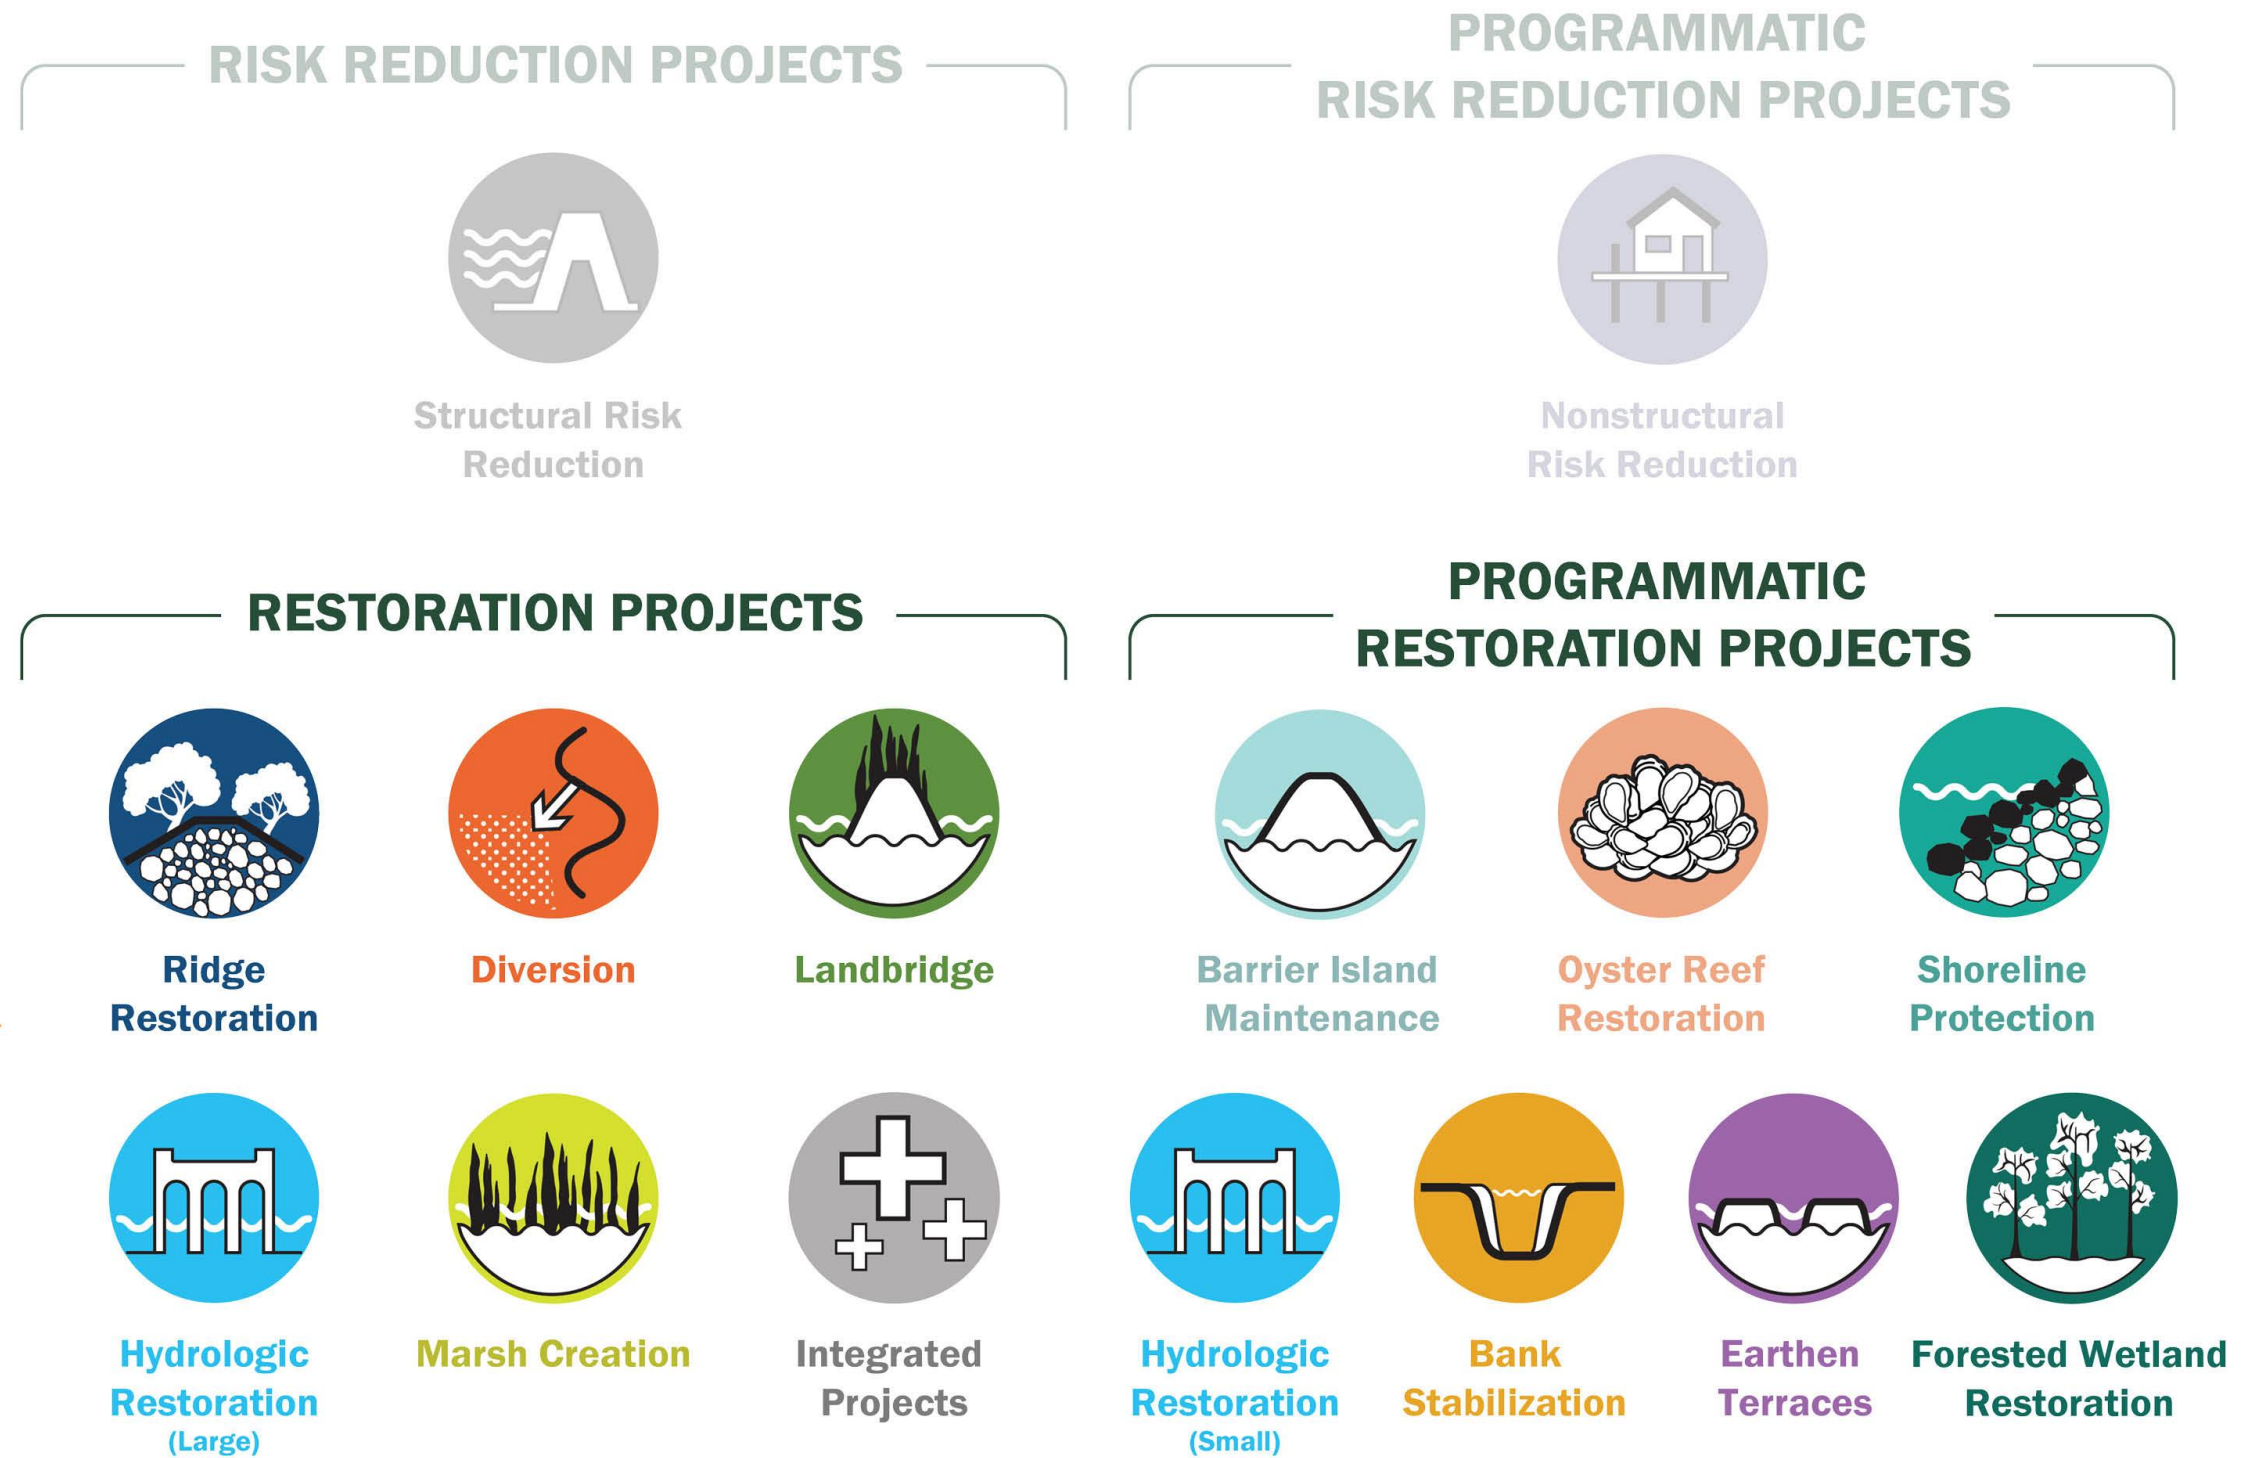 RISK REDUCTION PROJECTS
Structural Risk
Reduction
PROGRAMMATIC
RISK REDUCTION PROJECTS
Nonstructural
Risk Reduction
RESTORATION PROJECTS
Ridge
Restoration
Diversion
Landbridge
Hydrologic
Restoration
(Large)
Marsh Creation
Integrated
Projects
PROGRAMMATIC
RESTORATION PROJECTS
Barrier Island
Maintenance
Oyster Reef
Restoration
Shoreline
Protection
Hydrologic
Restoration
(Small)
Bank
Stabilization
Earthen
Terraces
Forested Wetland
Restoration